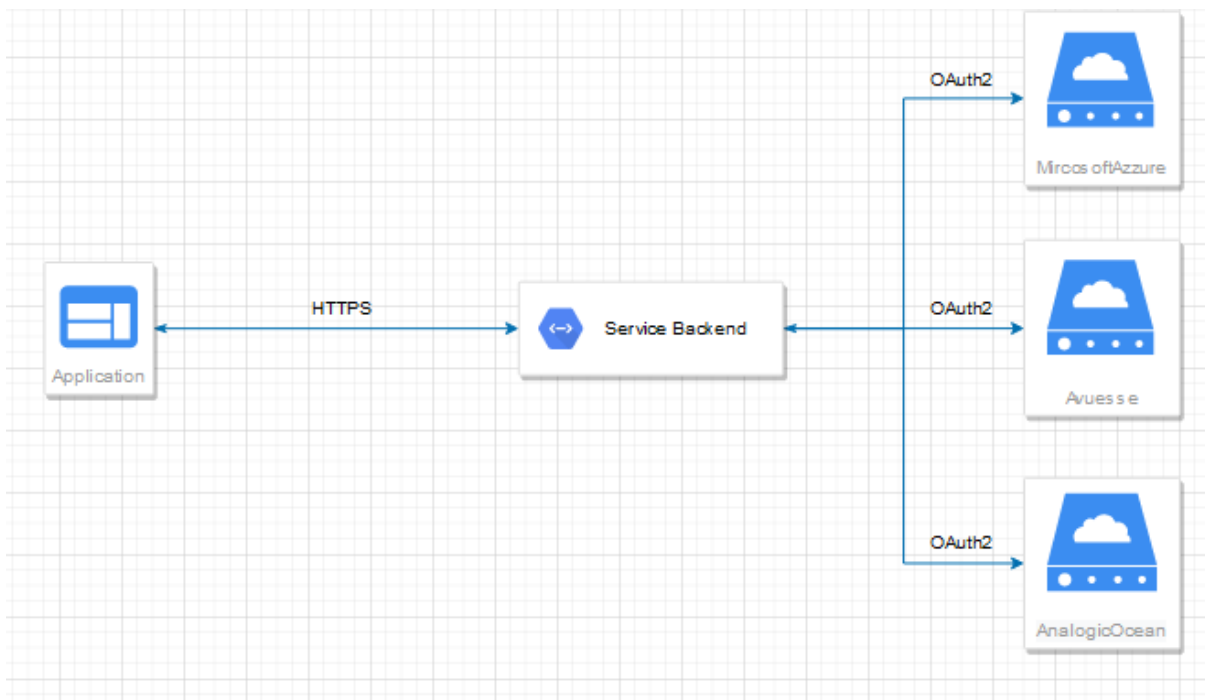 OAuth2
MircosoftAzzure
HTTPS
OAuth2
Application
Service Backend
Avuesse
OAuth2
AnalogicOcean